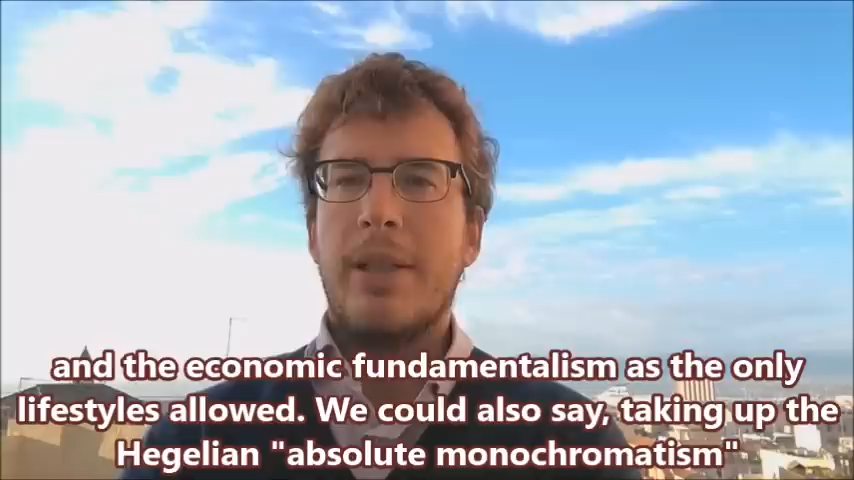 and the economic fundamentalism as the only
lifestyles allowed. We could also say, taking up the
Hegelian "absolute monochromatism"